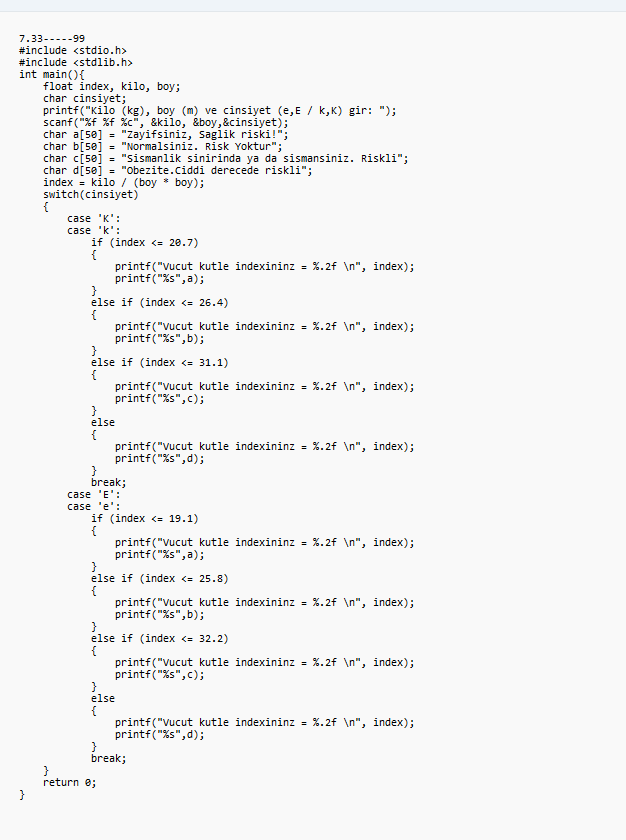 7.33-----99
#include <stdio.h>
#include <stdlib.h>
int main(){
    float index, kilo, boy;
    char cinsiyet;
    printf("Kilo (kg), boy (m) ve cinsiyet (e,E / k,K) gir: ");
    scanf("%f %f %c", &kilo, &boy,&cinsiyet);
    char a[50] = "Zayifsiniz, Saglik riski!";
    char b[50] = "Normalsiniz. Risk Yoktur";
    char c[50] = "Sismanlik sinirinda ya da sismansiniz. Riskli";
    char d[50] = "Obezite.Ciddi derecede riskli";
    index = kilo / (boy * boy);
    switch(cinsiyet)
    {
        case 'K':
        case 'k':
            if (index <= 20.7)
            {
                printf("Vucut kutle indexininz = %.2f \n", index);
                printf("%s",a);
            }
            else if (index <= 26.4)
            {
                printf("Vucut kutle indexininz = %.2f \n", index);
                printf("%s",b);
            }
            else if (index <= 31.1)
            {
                printf("Vucut kutle indexininz = %.2f \n", index);
                printf("%s",c);
            }
            else
            {
                printf("Vucut kutle indexininz = %.2f \n", index);
                printf("%s",d);
            }
            break;
        case 'E':
        case 'e':
            if (index <= 19.1)
            {
                printf("Vucut kutle indexininz = %.2f \n", index);
                printf("%s",a);
            }
            else if (index <= 25.8)
            {
                printf("Vucut kutle indexininz = %.2f \n", index);
                printf("%s",b);
            }
            else if (index <= 32.2)
            {
                printf("Vucut kutle indexininz = %.2f \n", index);
                printf("%s",c);
            }
            else
            {
                printf("Vucut kutle indexininz = %.2f \n", index);
                printf("%s",d);
            }
            break;
    }
    return 0;
}